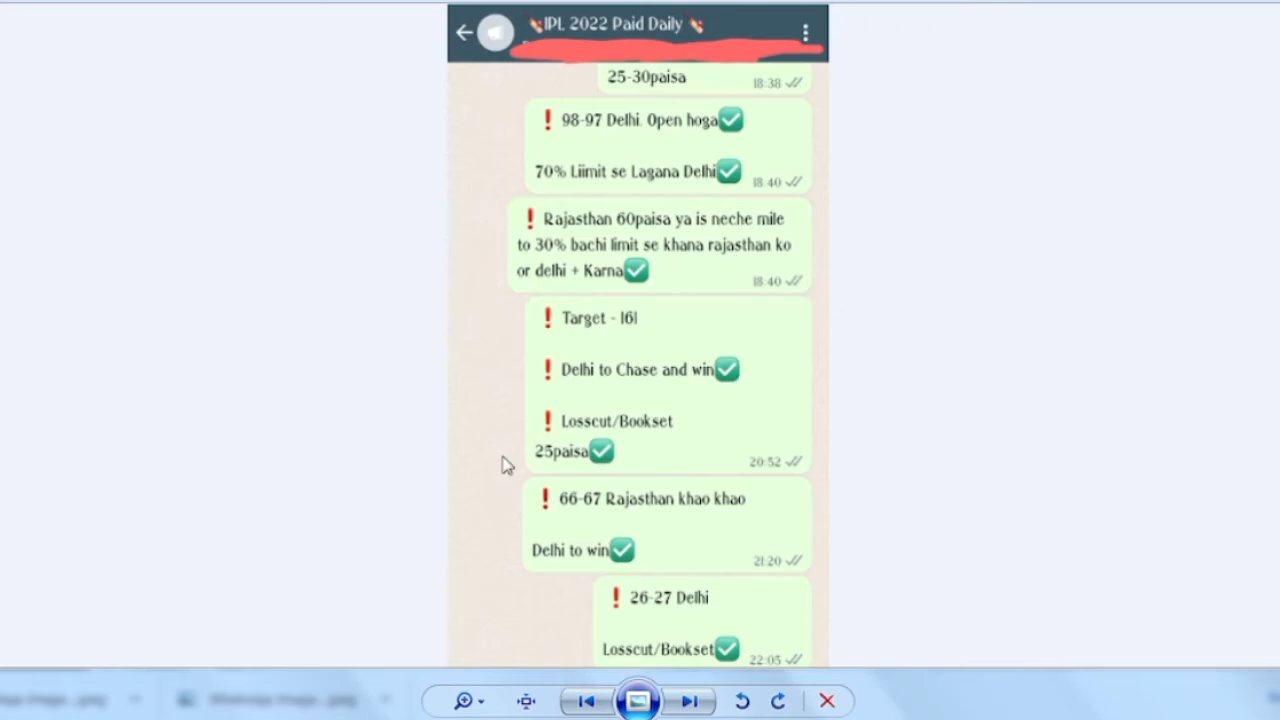 IPL 2022 Paid Daily
25-30paisa
18:38
❗ 98-97 Delhi. Open hoga✅
70% Liimit se Lagana Delhi✅
18:40
❗ Rajasthan 60paisa ya is neche mile
to 30% bachi limit se khana rajasthan ko
or delhi + Karna✅
18:40
❗ Target - 161
❗ Delhi to Chase and win✅
❗ Losscut/Bookset
25paisa✅
20:52
❗ 66-67 Rajasthan khao khao
Delhi to win✅
21:20
❗ 26-27 Delhi
Losscut/Bookset✅
22:05